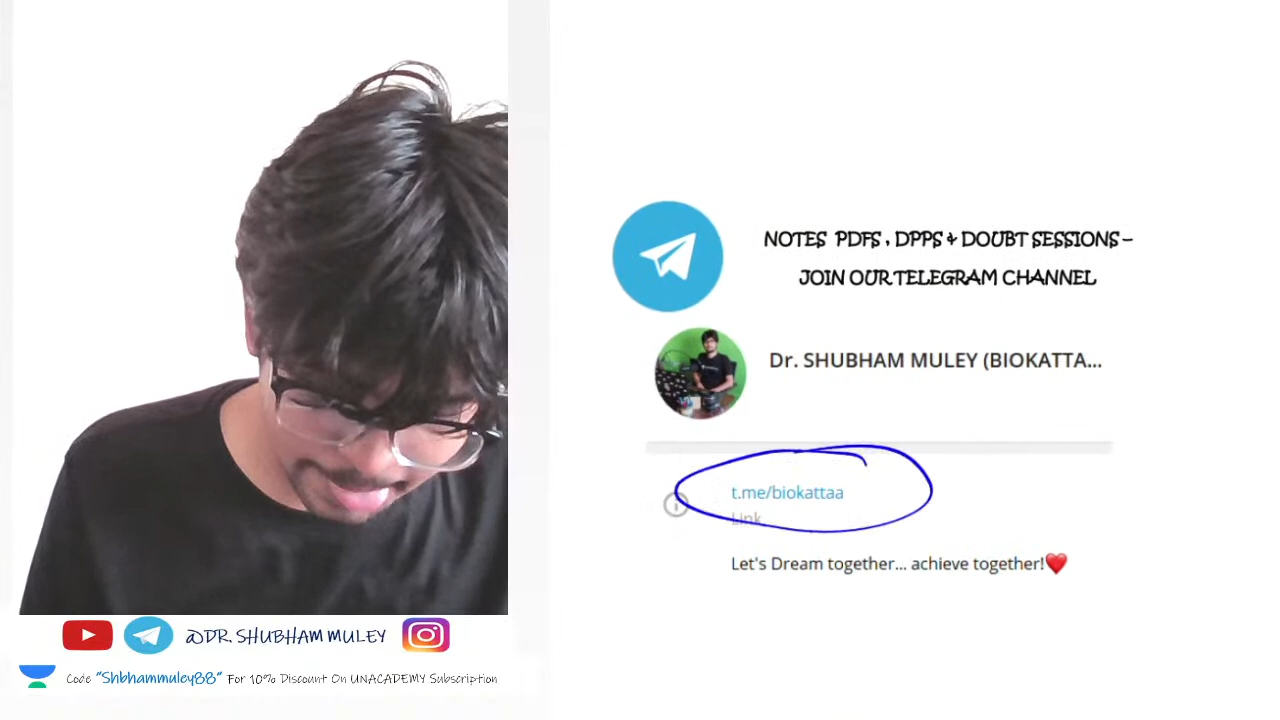 NOTES PDFS, DPPS & DOUBT SESSIONS –
JOIN OUR TELEGRAM CHANNEL
Dr. SHUBHAM MULEY (BIOKATTA...
t.me/biokattaa
Link
Let's Dream together... achieve together!❤️
@DR. SHUBHAM MULEY
Code "Shbhammuley88" For 10% Discount On UNACADEMY Subscription